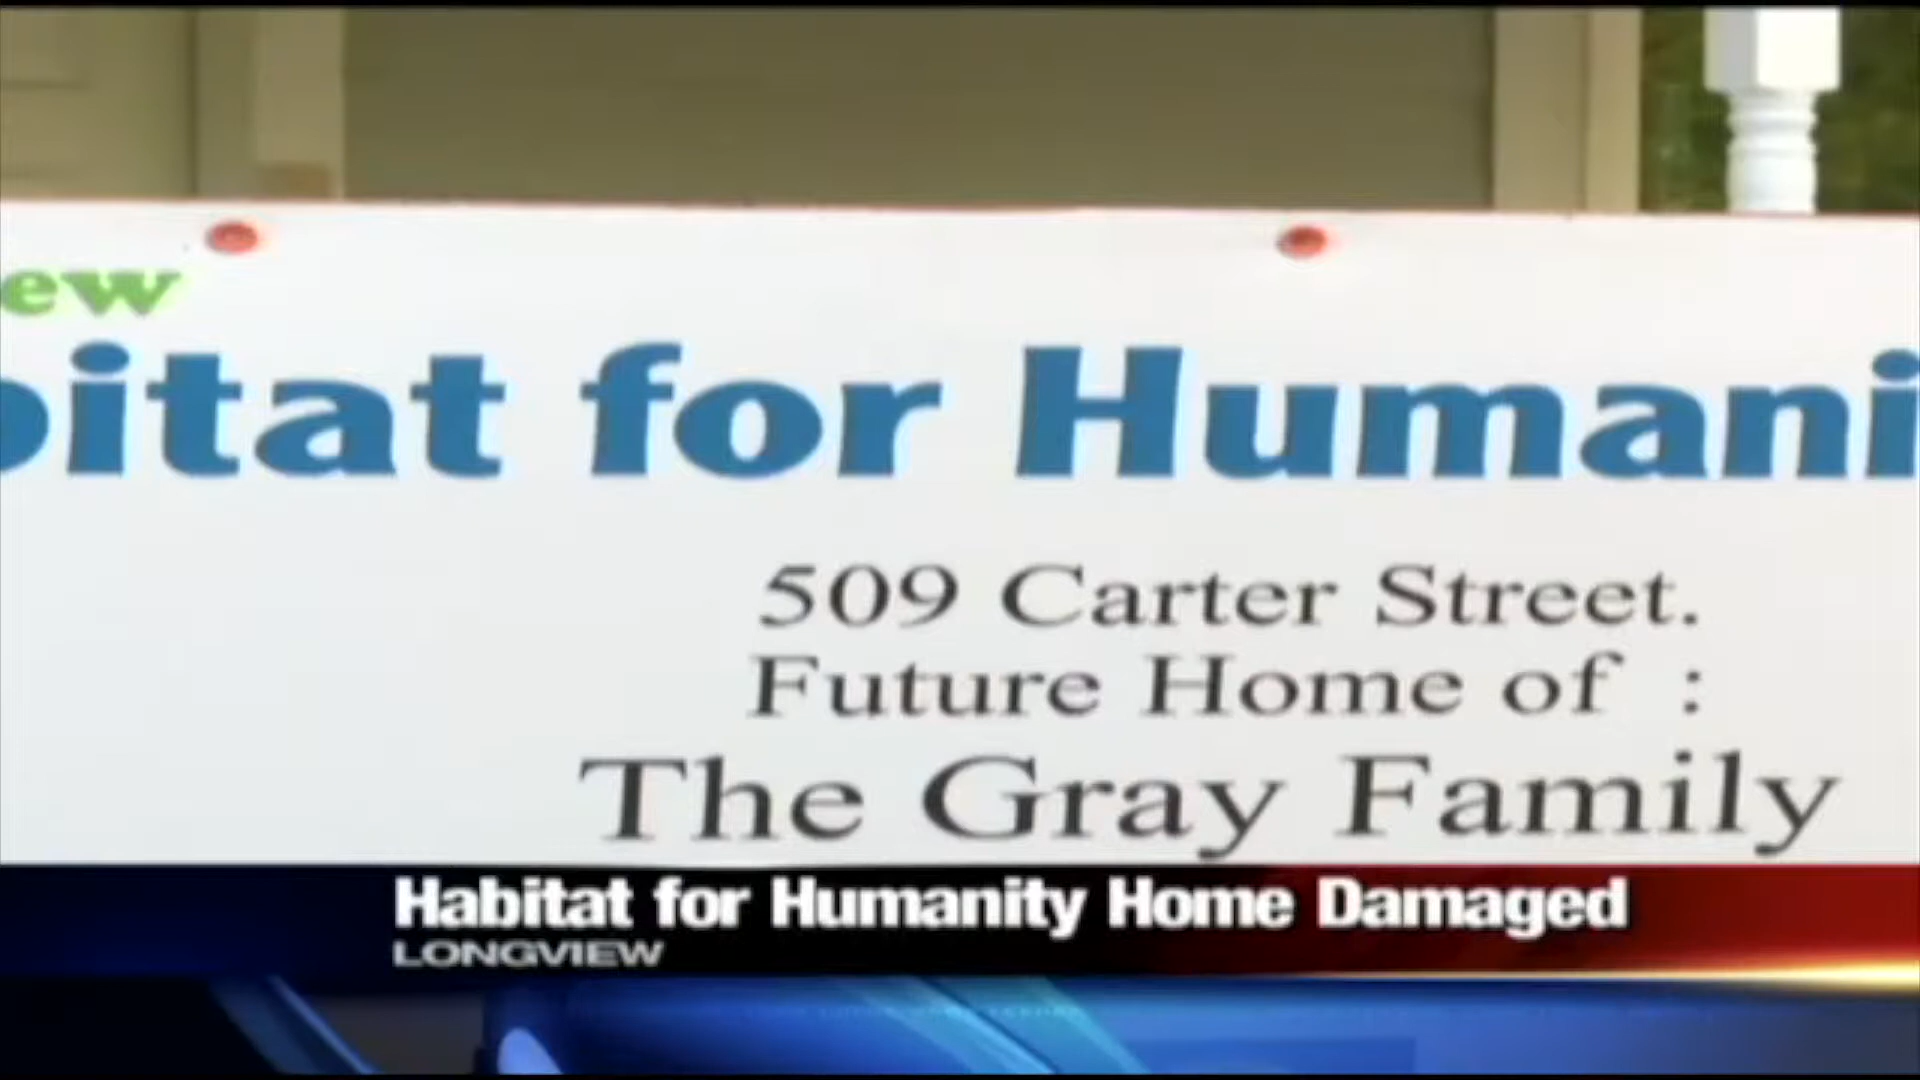 ew
bitat for Humani
509 Carter Street.
Future Home of :
The Gray Family
Habitat for Humanity Home Damaged
LONGVIEW